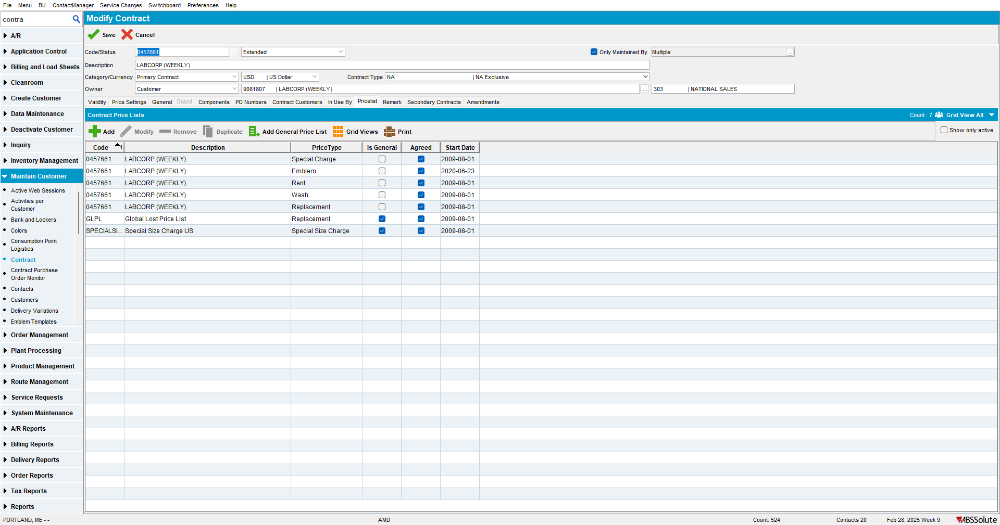 File Menu BU ContactManager Service Charges Switchboard Preferences Help
contra
Modify Contract
Save Cancel
A/R
Application Control
Billing and Load Sheets
Cleanroom
Create Customer
Data Maintenance
Deactivate Customer
Inquiry
Inventory Management
Maintain Customer
Active Web Sessions
Activities per
Customer
Bank and Lockers
Colors
Consumption Point
Logistics
Contract
Contract Purchase
Order Monitor
Contacts
Customers
Delivery Variations
Emblem Templates
Order Management
Plant Processing
Product Management
Route Management
Service Requests
System Maintenance
A/R Reports
Billing Reports
Delivery Reports
Order Reports
Tax Reports
Reports
Code/Status 0457661 ... Extended Only Maintained By Multiple ...
Description LABCORP (WEEKLY)
Category/Currency Primary Contract USD | US Dollar Contract Type NA | NA Exclusive
Owner Customer 9081807 | LABCORP (WEEKLY) ... 303 | NATIONAL SALES
Validity Price Settings General Brand Components PO Numbers Contract Customers In Use By Pricelist Remark Secondary Contracts Amendments
Contract Price Lists Count : 7 Grid View All
Add Modify Remove Duplicate Add General Price List Grid Views Print Show only active
Code 1 Description PriceType Is General Agreed Start Date
0457661 LABCORP (WEEKLY) Special Charge 2009-08-01
0457661 LABCORP (WEEKLY) Emblem 2020-06-23
0457661 LABCORP (WEEKLY) Rent 2009-08-01
0457661 LABCORP (WEEKLY) Wash 2009-08-01
0457661 LABCORP (WEEKLY) Replacement 2009-08-01
GLPL Global Lost Price List Replacement 2009-08-01
SPECIALSI... Special Size Charge US Special Size Charge 2009-08-01
PORTLAND, ME - - AMD Count: 524 Contacts 20 Feb 28, 2025 Week 9 ABSSolute